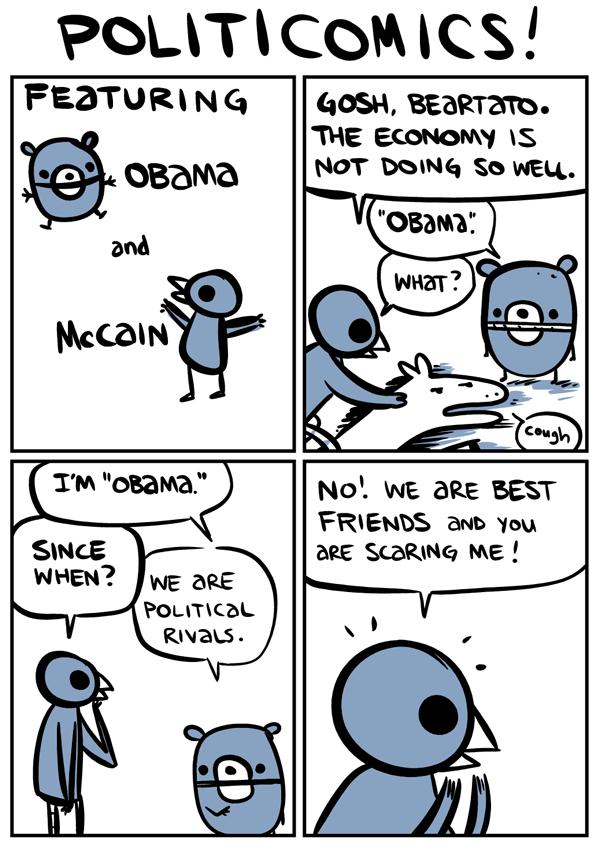 POLITICOMICS!
FEATURING
OBAMA
and
McCAIN
GOSH, BEARTATO.
THE ECONOMY IS
NOT DOING SO WELL.
"OBAMA."
WHAT?
cough
I'M "OBAMA."
SINCE
WHEN?
WE ARE
POLITICAL
RIVALS.
NO! WE ARE BEST
FRIENDS AND YOU
ARE SCARING ME!